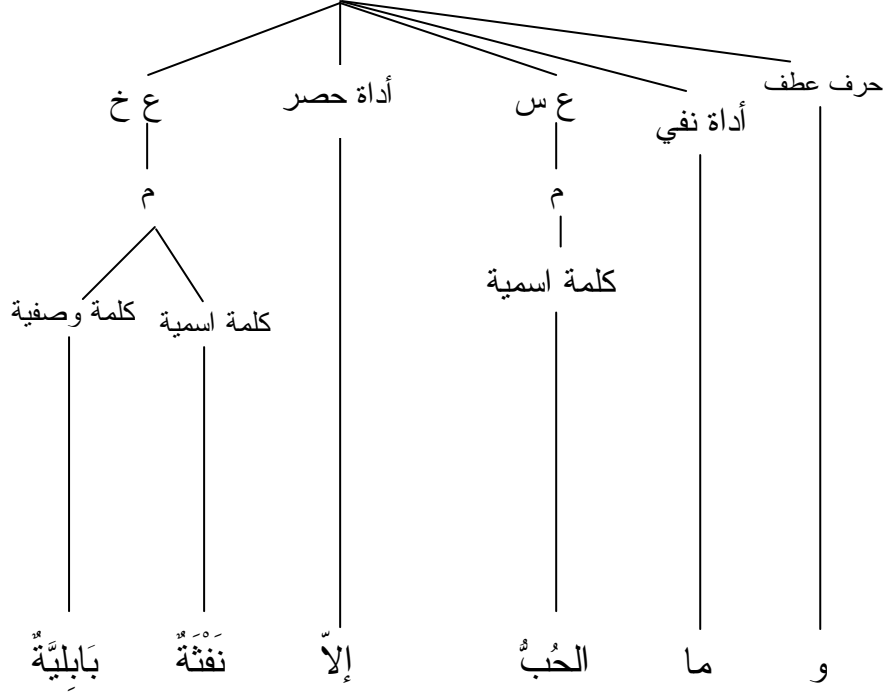 حرف عطف أداة نفي ع س أداة حصر ع خ
م م
كلمة اسمية كلمة اسمية كلمة وصفية
و ما الحُبُّ إلاّ نَفْثَةٌ بَابِلِيَّةٌ